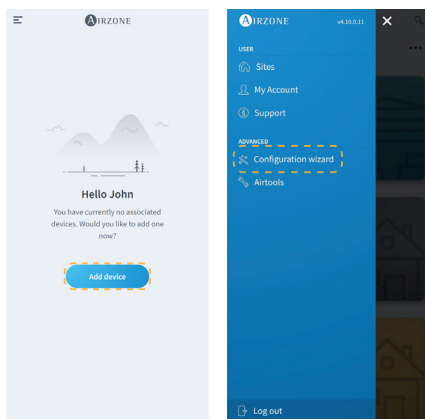 AIRZONE
Hello John
You have currently no associated
devices. Would you like to add one
now?
Add device
AIRZONE v4.10.0.11
USER
Sites
My Account
Support
ADVANCED
Configuration wizard
Airtools
Log out